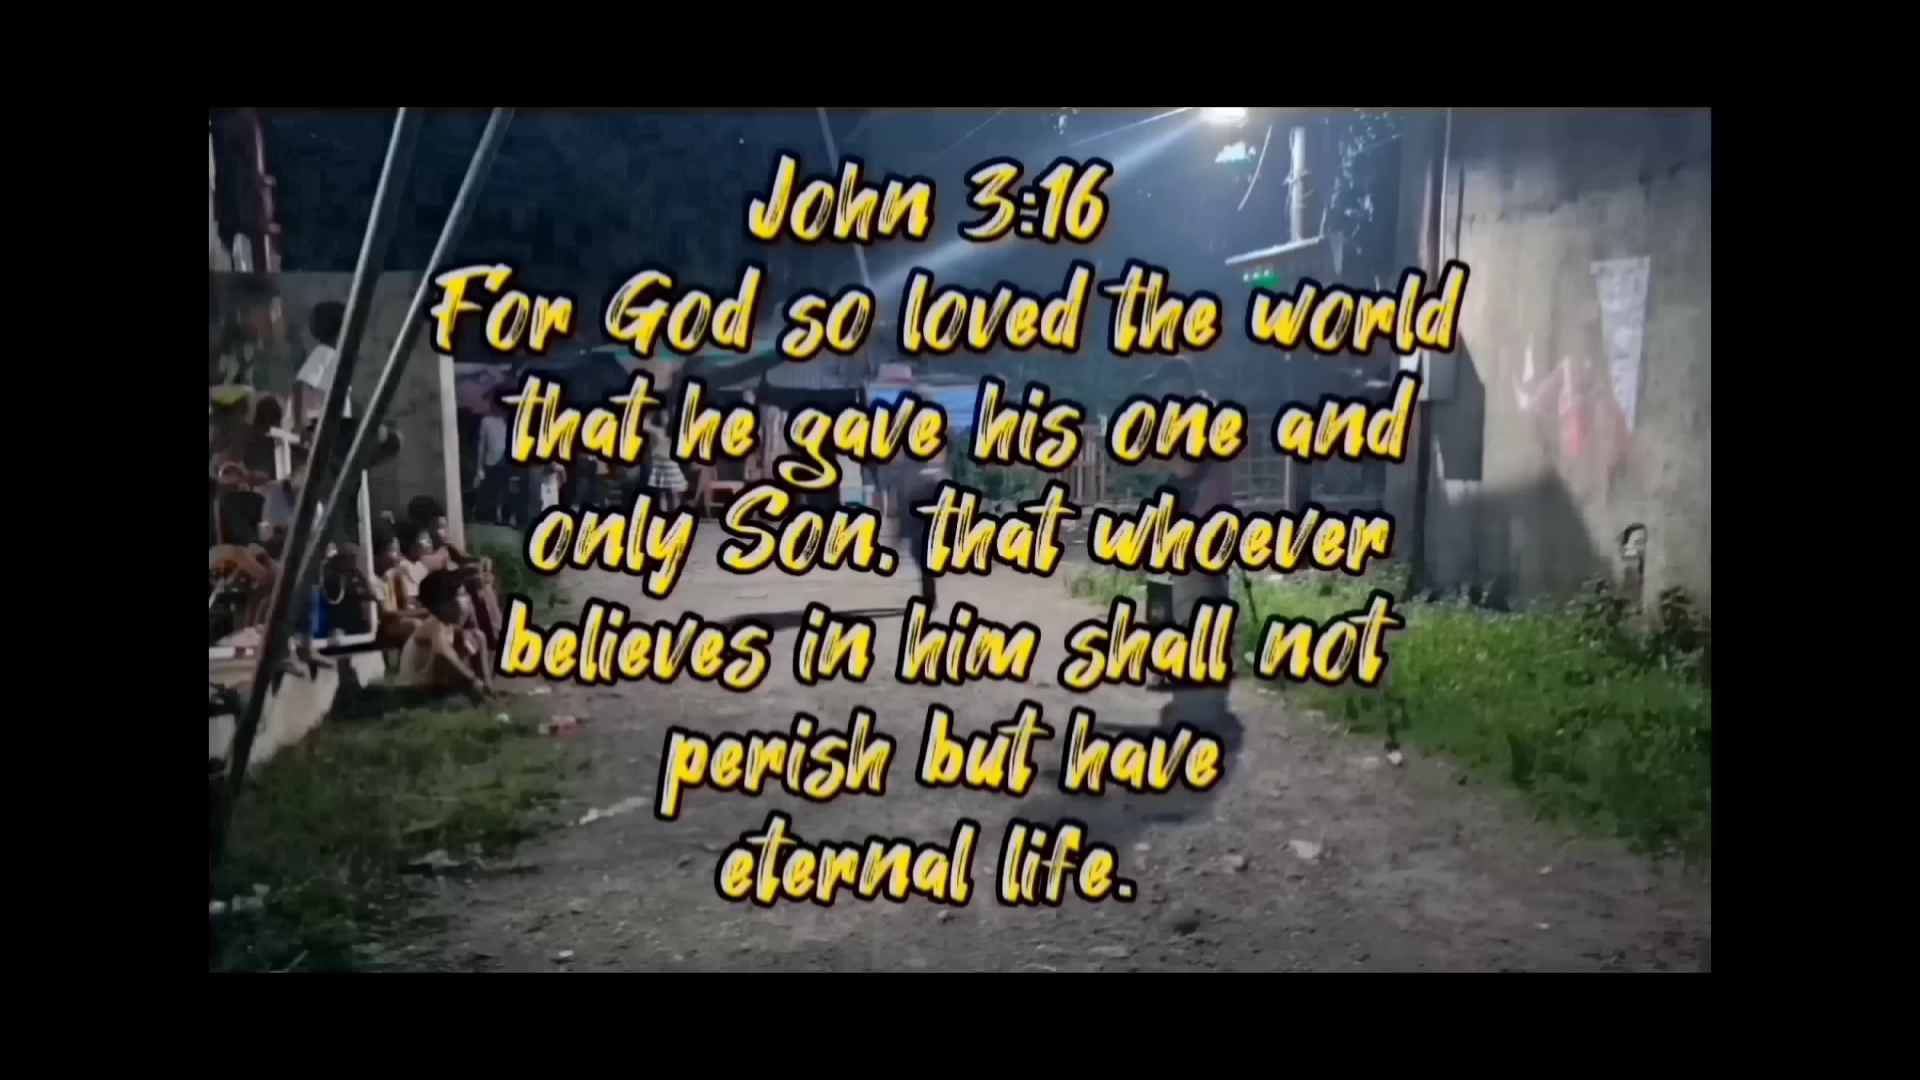 John 3:16
For God so loved the world
that he gave his one and
only Son. that whoever
believes in him shall not
perish but have
eternal life.